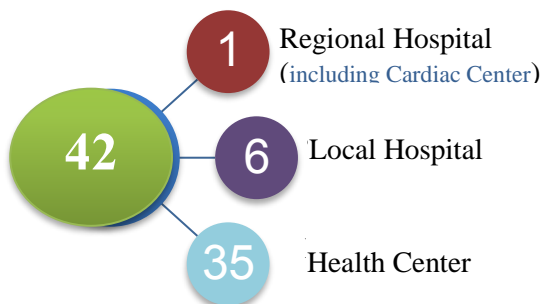 1
Regional Hospital
(including Cardiac Center)
42
6
Local Hospital
35
Health Center